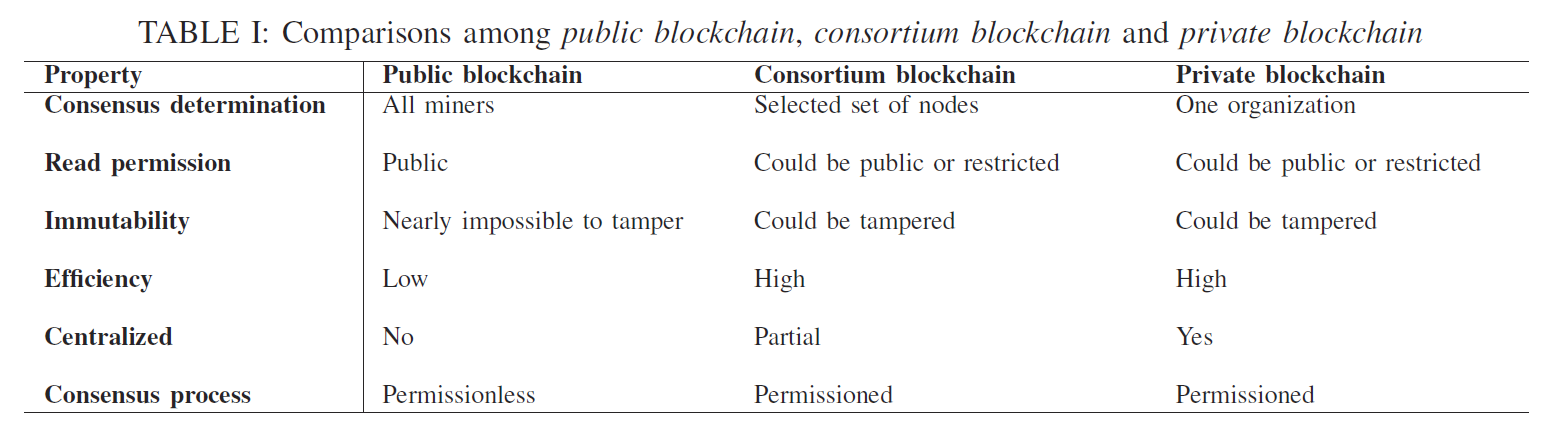 TABLE I: Comparisons among public blockchain, consortium blockchain and private blockchain
Property Public blockchain Consortium blockchain Private blockchain
Consensus determination All miners Selected set of nodes One organization
Read permission Public Could be public or restricted Could be public or restricted
Immutability Nearly impossible to tamper Could be tampered Could be tampered
Efficiency Low High High
Centralized No Partial Yes
Consensus process Permissionless Permissioned Permissioned